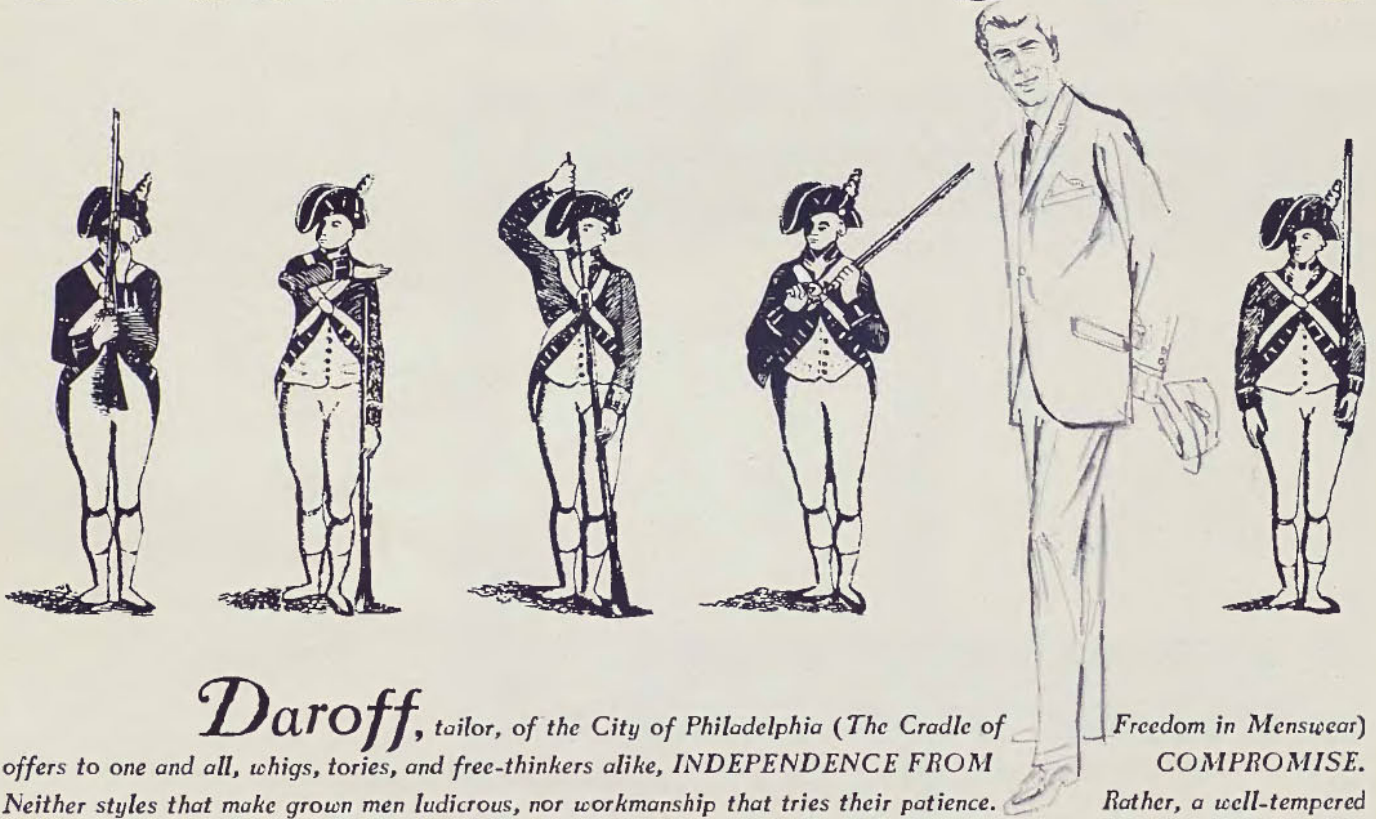 Daroff, tailor, of the City of Philadelphia (The Cradle of Freedom in Menswear)
offers to one and all, whigs, tories, and free-thinkers alike, INDEPENDENCE FROM COMPROMISE.
Neither styles that make grown men ludicrous, nor workmanship that tries their patience. Rather, a well-tempered